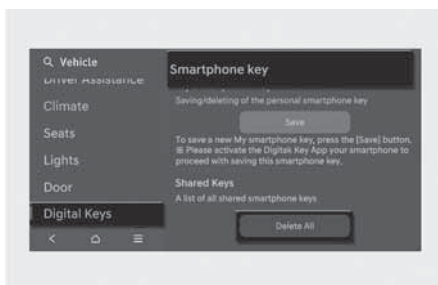 Vehicle
Driver Assistance
Climate
Seats
Lights
Door
Digital Keys
Smartphone key
Saving/deleting of the personal smartphone key
Save
To save a new My smartphone key, press the [Save] button.
※ Please activate the Digitak Key App your smartphone to
proceed with saving this smartphone key.
Shared Keys
A list of all shared smartphone keys
Delete All